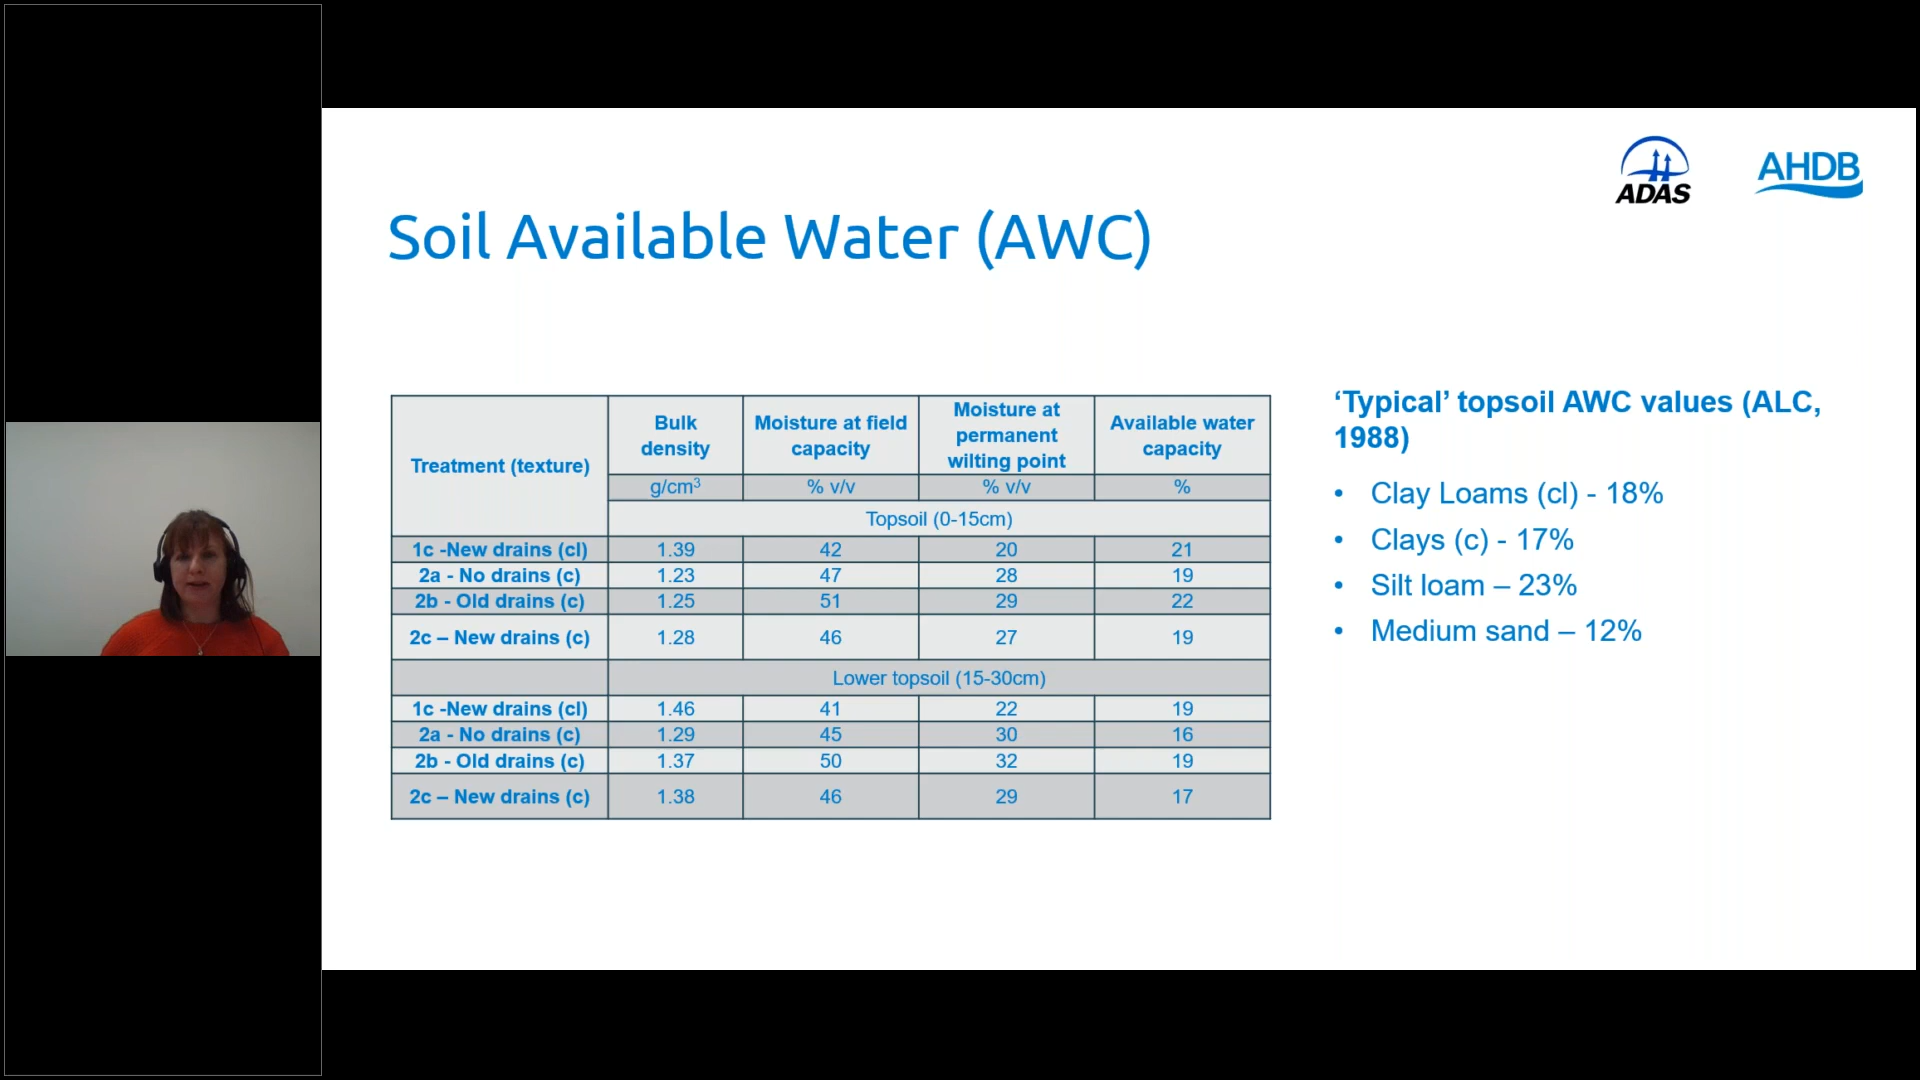 ADAS
AHDB
Soil Available Water (AWC)
Treatment (texture) Bulk density Moisture at field capacity Moisture at permanent wilting point Available water capacity
g/cm³ % v/v % v/v %
Topsoil (0-15cm)
1c -New drains (cl) 1.39 42 20 21
2a - No drains (c) 1.23 47 28 19
2b - Old drains (c) 1.25 51 29 22
2c – New drains (c) 1.28 46 27 19
Lower topsoil (15-30cm)
1c -New drains (cl) 1.46 41 22 19
2a - No drains (c) 1.29 45 30 16
2b - Old drains (c) 1.37 50 32 19
2c – New drains (c) 1.38 46 29 17
‘Typical’ topsoil AWC values (ALC,
1988)
• Clay Loams (cl) - 18%
• Clays (c) - 17%
• Silt loam – 23%
• Medium sand – 12%